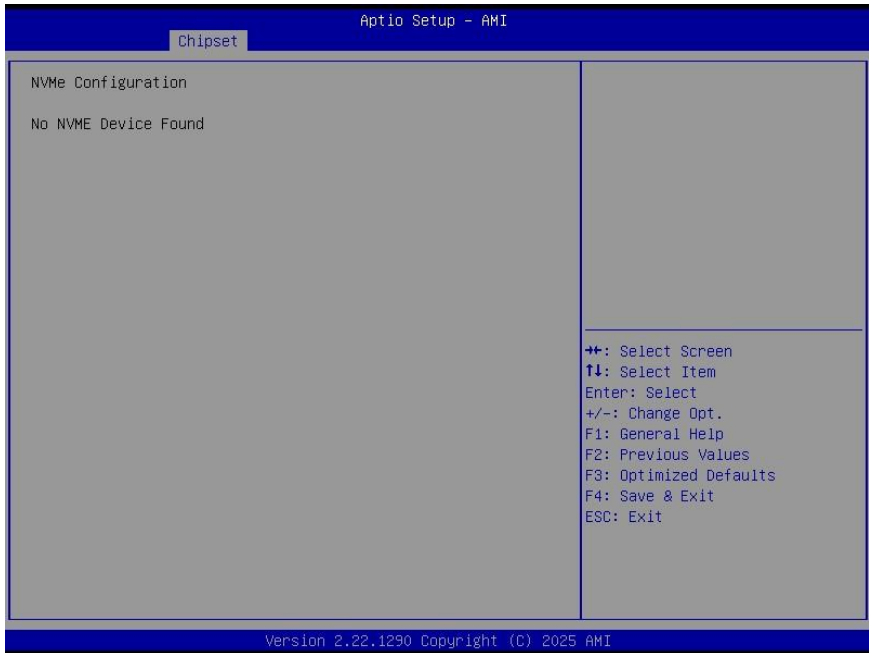 Aptio Setup – AMI
Chipset
NVMe Configuration
No NVME Device Found
→←: Select Screen
↑↓: Select Item
Enter: Select
+/-: Change Opt.
F1: General Help
F2: Previous Values
F3: Optimized Defaults
F4: Save & Exit
ESC: Exit
Version 2.22.1290 Copyright (C) 2025 AMI